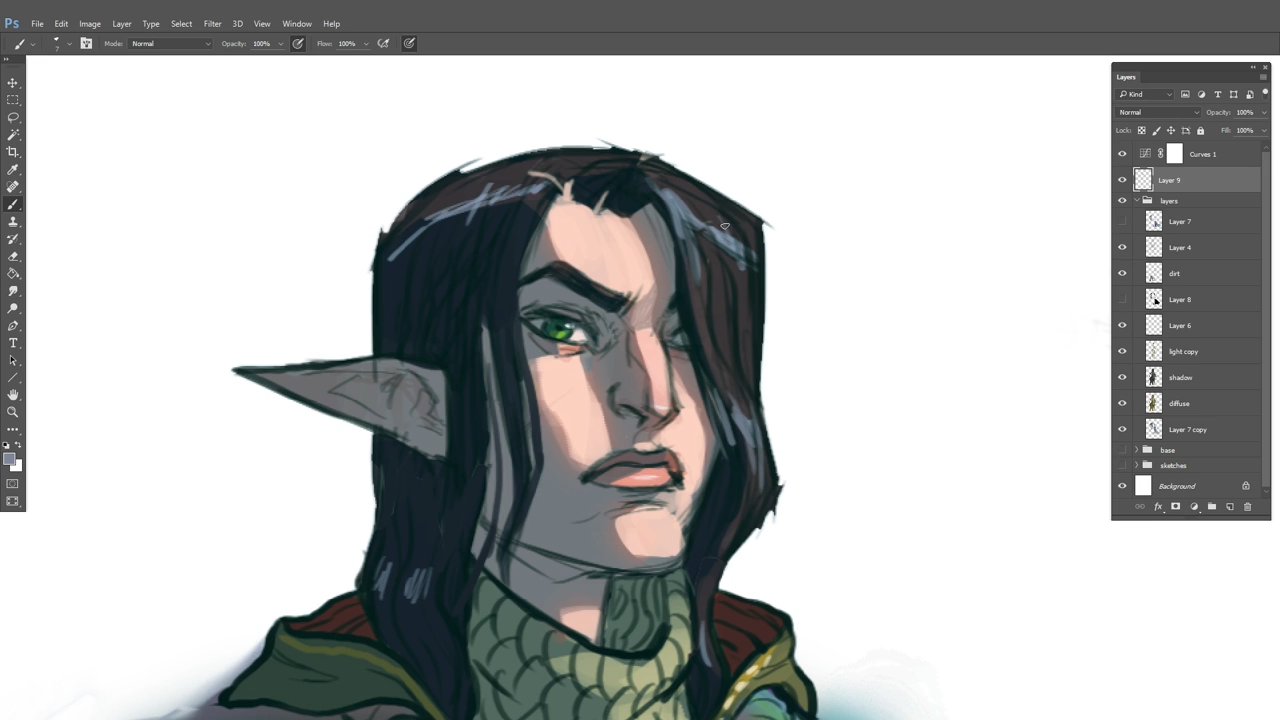 Ps File Edit Image Layer Type Select Filter 3D View Window Help
7 Mode: Normal Opacity: 100% Flow: 100%
Layers
Kind
Normal Opacity: 100%
Lock: Fill: 100%
Curves 1
Layer 9
layers
Layer 7
Layer 4
dirt
Layer 8
Layer 6
light copy
shadow
diffuse
Layer 7 copy
base
sketches
Background
fx